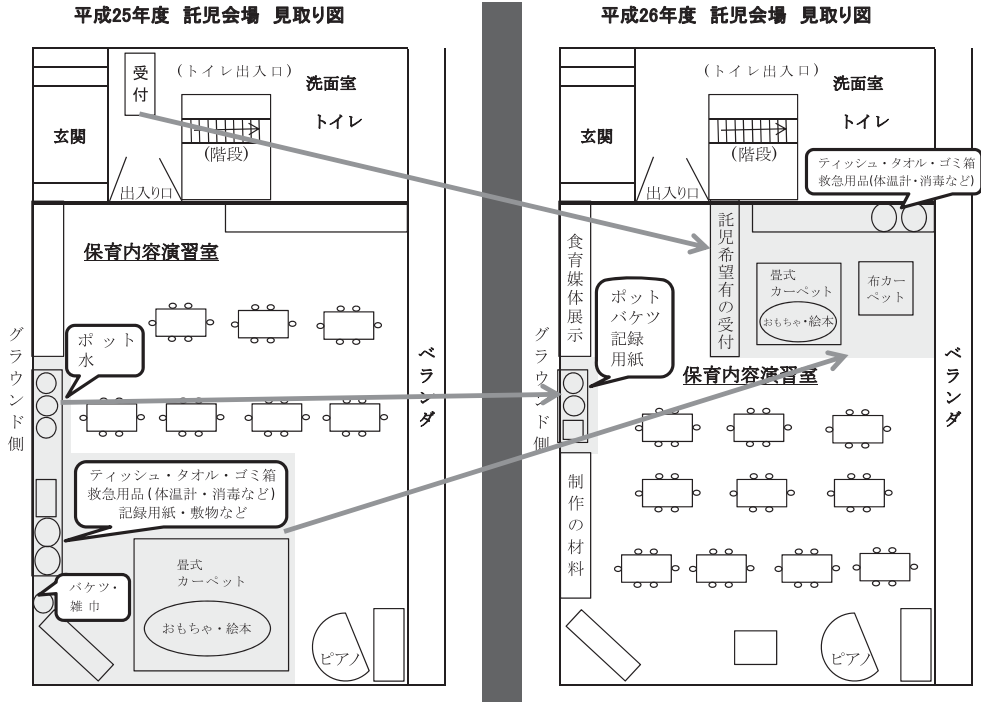 平成25年度 託児会場 見取り図
受付
(トイレ出入口)
洗面室
トイレ
玄関
(階段)
出入り口
保育内容演習室
グラウンド側
ポット
水
ベランダ
ティッシュ・タオル・ゴミ箱
救急用品(体温計・消毒など)
記録用紙・敷物など
バケツ・
雑巾
畳式
カーペット
おもちゃ・絵本
ピアノ
平成26年度 託児会場 見取り図
(トイレ出入口)
洗面室
トイレ
玄関
(階段)
出入り口
ティッシュ・タオル・ゴミ箱
救急用品(体温計・消毒など)
食育媒体展示
託児希望有の受付
畳式
カーペット
おもちゃ・絵本
布カー
ペット
ポット
バケツ
記録
用紙
グラウンド側
保育内容演習室
ベランダ
制作の材料
ピアノ